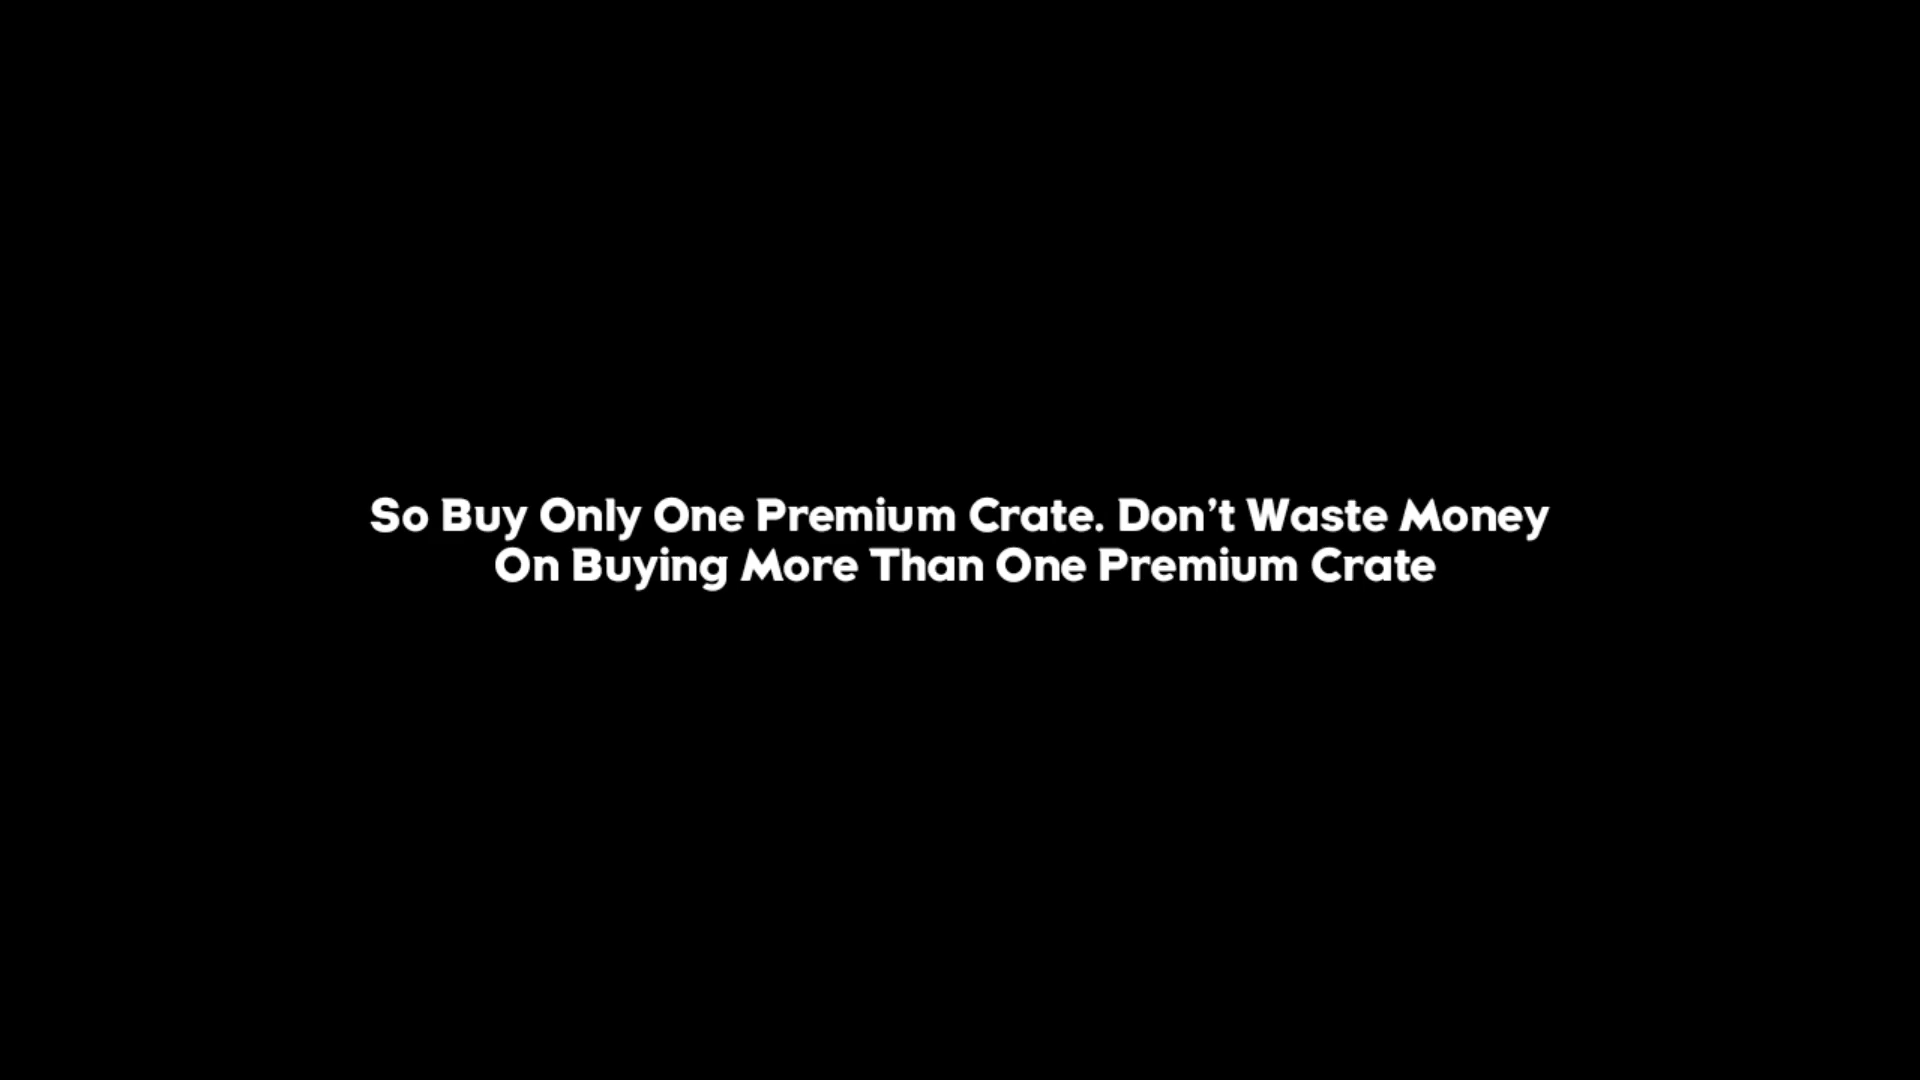 So Buy Only One Premium Crate. Don’t Waste Money
On Buying More Than One Premium Crate